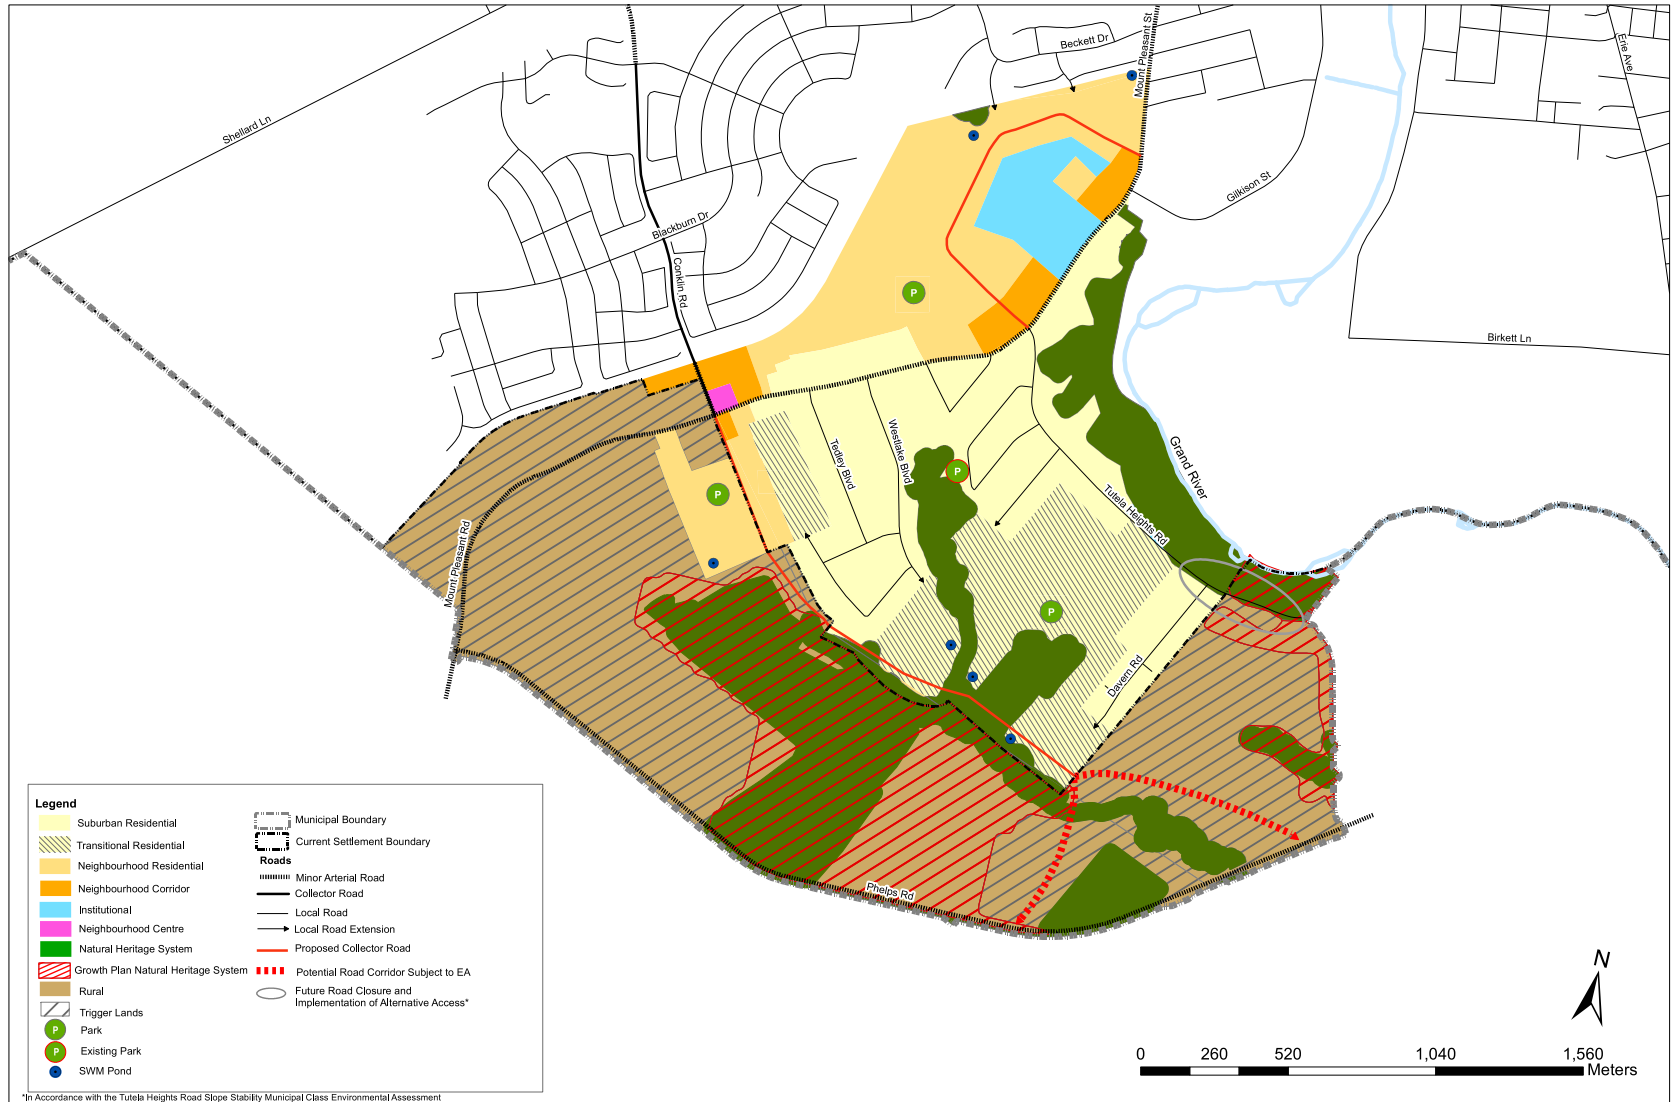 Beckett Dr
Mount Pleasant St
Erie Ave
Shellard Ln
Gilkison St
Blackburn Dr
Conklin Rd
P
Birkett Ln
Grand River
Westlake Blvd
Tedley Blvd
P
P
Tutela Heights Rd
Mount Pleasant Rd
P
Davern Rd
Phelps Rd
Legend
Suburban Residential
Transitional Residential
Neighbourhood Residential
Neighbourhood Corridor
Institutional
Neighbourhood Centre
Natural Heritage System
Growth Plan Natural Heritage System
Rural
Trigger Lands
P Park
P Existing Park
SWM Pond
Municipal Boundary
Current Settlement Boundary
Roads
Minor Arterial Road
Collector Road
Local Road
Local Road Extension
Proposed Collector Road
Potential Road Corridor Subject to EA
Future Road Closure and
Implementation of Alternative Access*
N
0 260 520 1,040 1,560
Meters
*In Accordance with the Tutela Heights Road Slope Stability Municipal Class Environmental Assessment